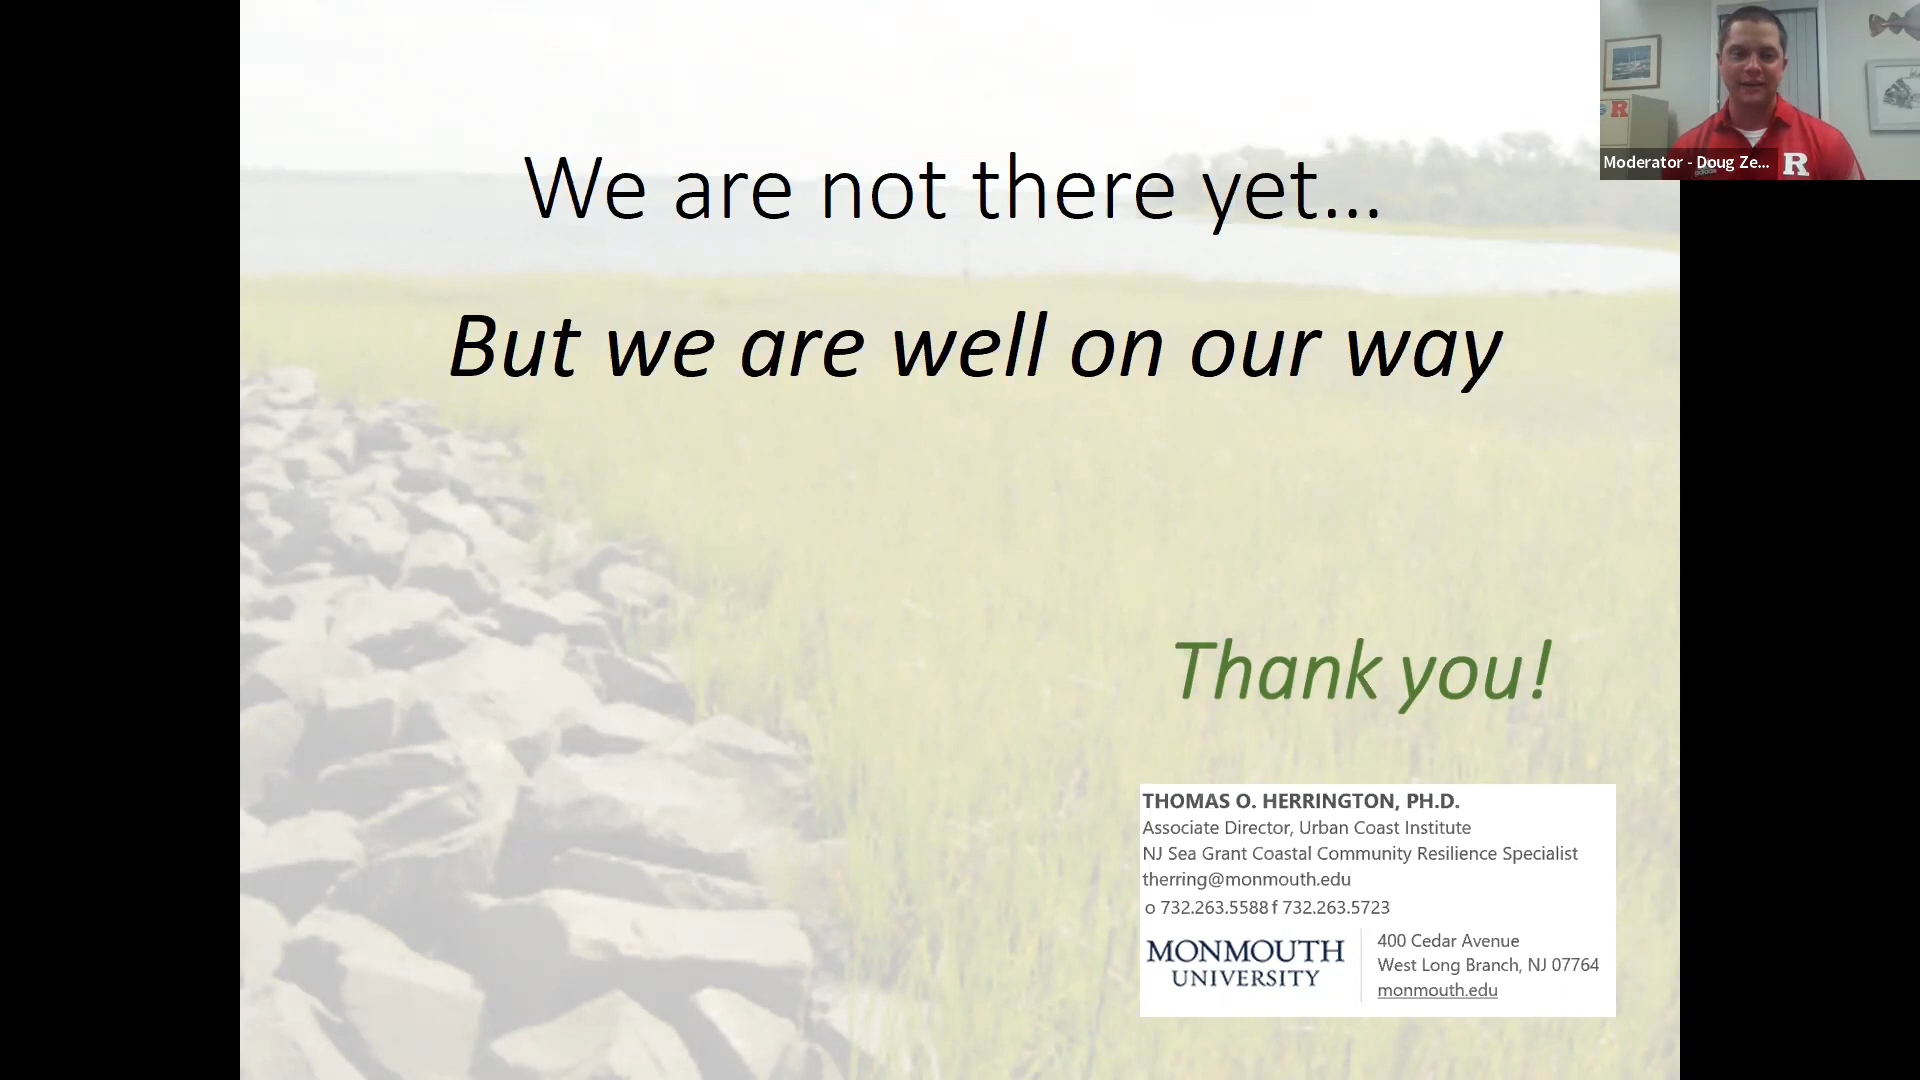 We are not there yet...
But we are well on our way
R
Moderator - Doug Ze...
adidas
R
Thank you!
THOMAS O. HERRINGTON, PH.D.
Associate Director, Urban Coast Institute
NJ Sea Grant Coastal Community Resilience Specialist
therring@monmouth.edu
o 732.263.5588 f 732.263.5723
MONMOUTH
UNIVERSITY
400 Cedar Avenue
West Long Branch, NJ 07764
monmouth.edu